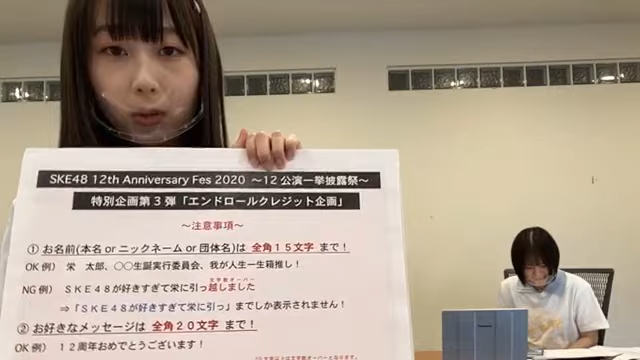 SKE48 12th Anniversary Fes 2020 ～12公演一挙披露祭～
特別企画第3弾「エンドロールクレジット企画」
～注意事項～
①お名前(本名 or ニックネーム or 団体名)は 全角15文字 まで!
OK例) 栄 太郎、〇〇生誕実行委員会、我が人生一生箱推し!
文字数オーバー
NG例) SKE48が好きすぎて栄に引っ越しました
⇒「SKE48が好きすぎて栄に引っ」までしか表示されません!
②お好きなメッセージは 全角20文字 まで!
OK例) 12周年おめでとうございます!